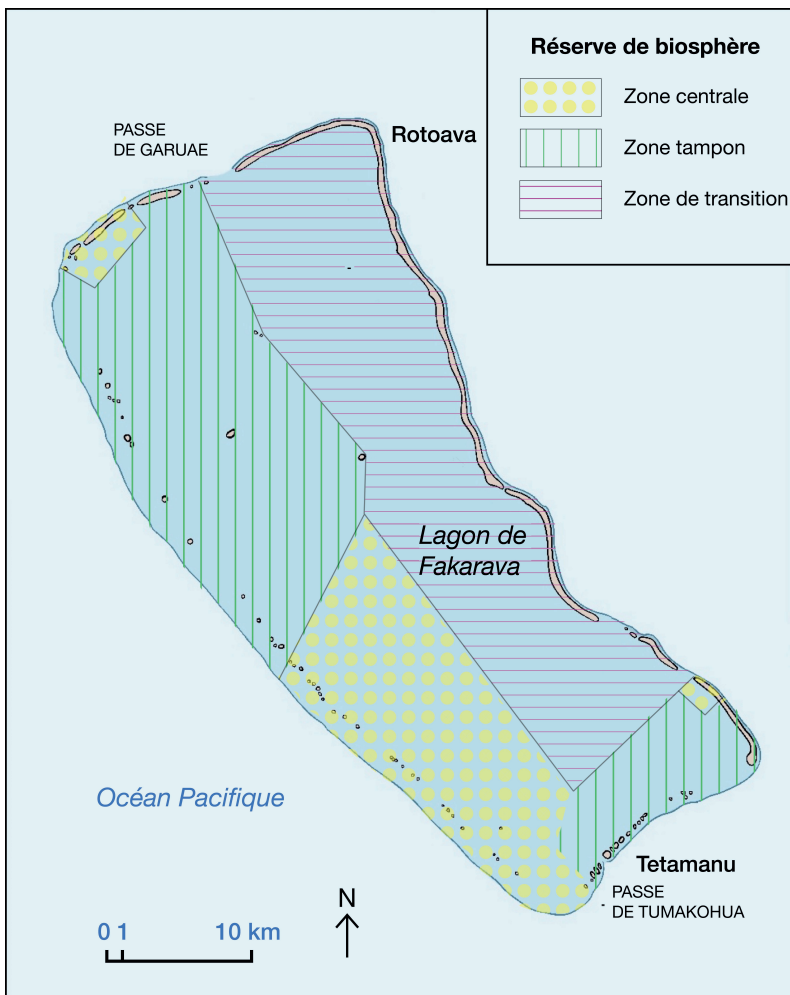 Réserve de biosphère
Zone centrale
Zone tampon
Zone de transition
PASSE
DE GARUAE
Rotoava
Lagon de
Fakarava
Océan Pacifique
Tetamanu
PASSE
DE TUMAKOHUA
N
0 1 10 km